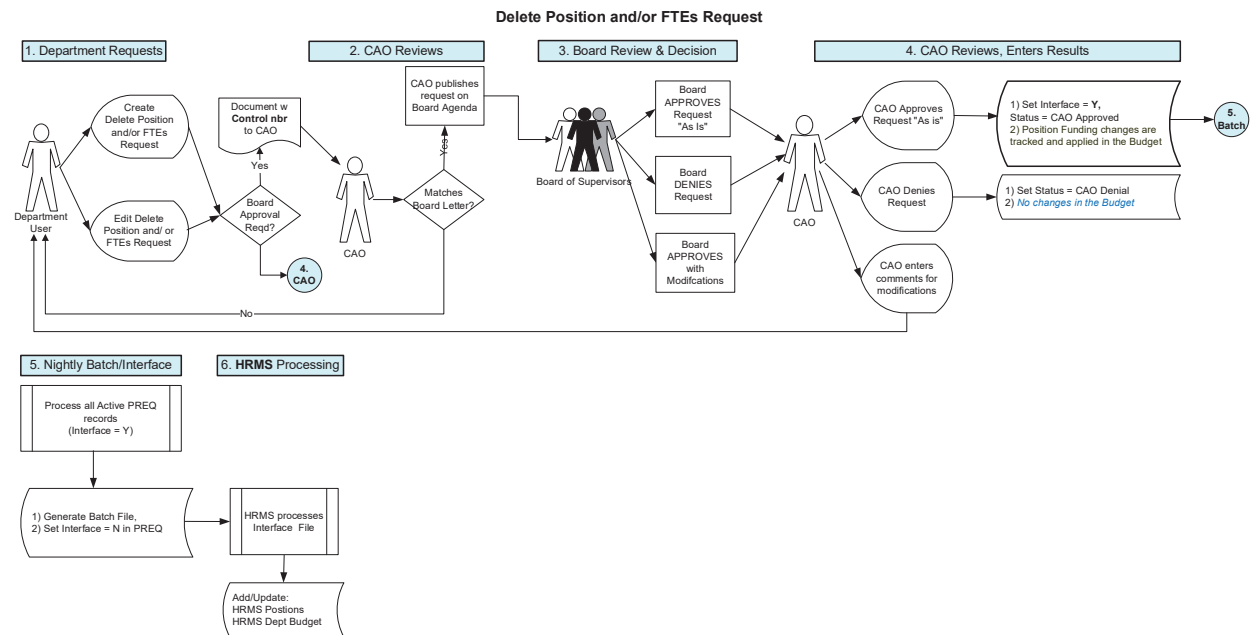 Delete Position and/or FTEs Request
1. Department Requests
2. CAO Reviews
3. Board Review & Decision
4. CAO Reviews, Enters Results
Create
Delete Position
and/or FTEs
Request
Edit Delete
Position and/ or
FTEs Request
Department
User
Document w
Control nbr
to CAO
Yes
Board
Approval
Reqd?
4.
CAO
No
CAO
CAO publishes
request on
Board Agenda
Yes
Matches
Board Letter?
Board of Supervisors
Board
APPROVES
Request
"As Is"
Board
DENIES
Request
Board
APPROVES
with
Modifcations
CAO
CAO Approves
Request "As is"
CAO Denies
Request
CAO enters
comments for
modifications
1) Set Interface = Y,
Status = CAO Approved
2) Position Funding changes are
tracked and applied in the Budget
1) Set Status = CAO Denial
2) No changes in the Budget
5.
Batch
5. Nightly Batch/Interface
6. HRMS Processing
Process all Active PREQ
records
(Interface = Y)
1) Generate Batch File,
2) Set Interface = N in PREQ
HRMS processes
Interface File
Add/Update:
HRMS Postions
HRMS Dept Budget